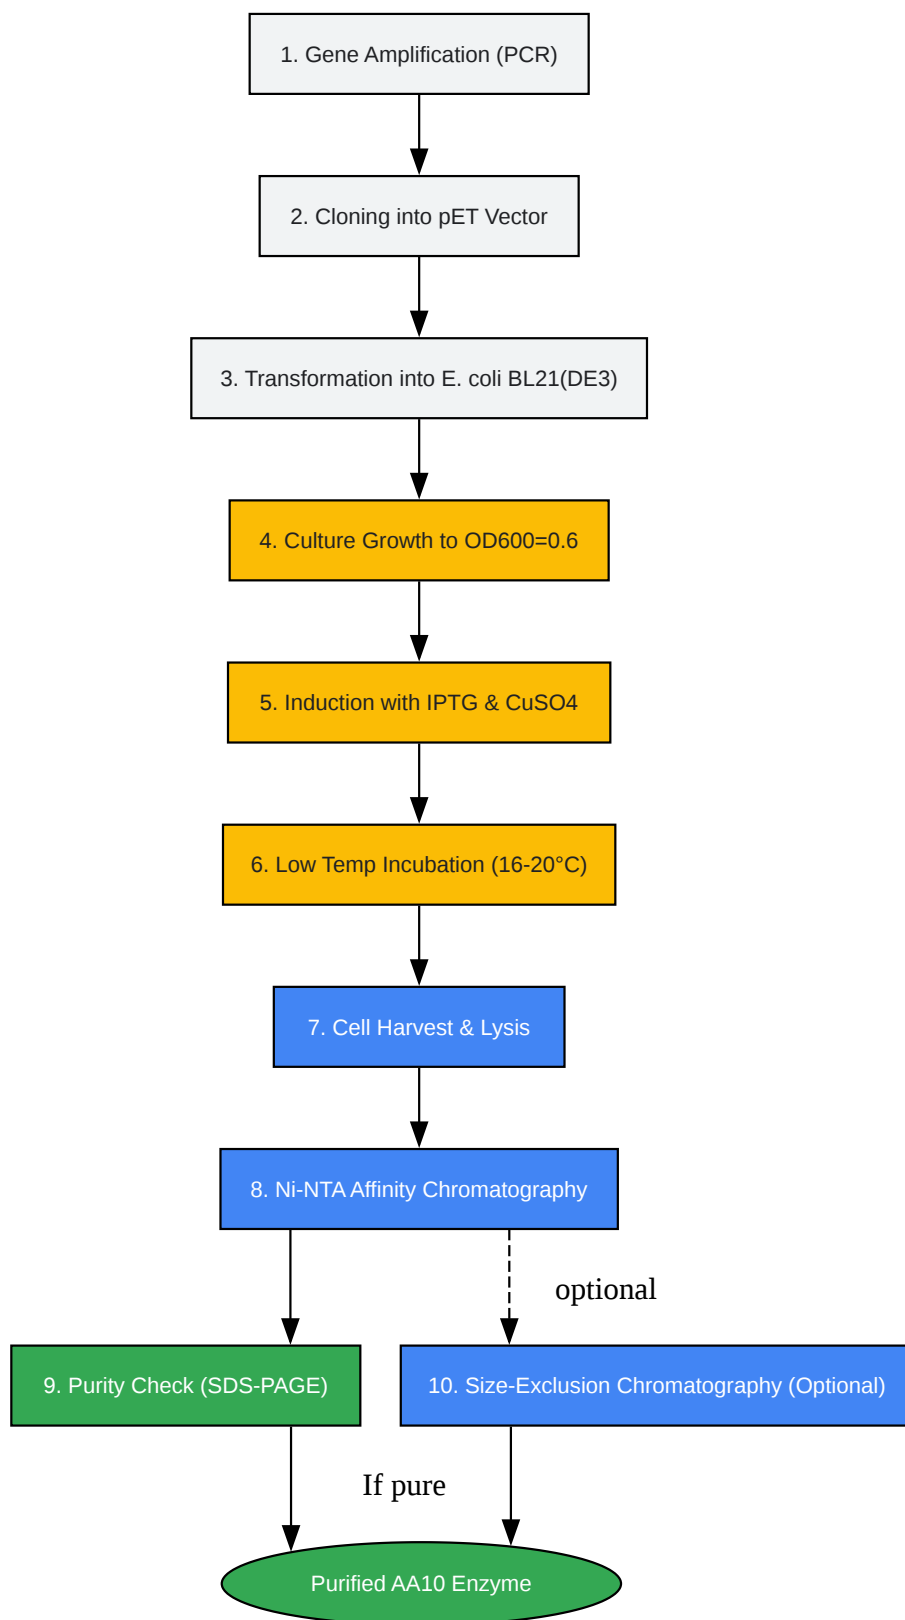 1. Gene Amplification (PCR)
2. Cloning into pET Vector
3. Transformation into E. coli BL21(DE3)
4. Culture Growth to OD600=0.6
5. Induction with IPTG & CuSO4
6. Low Temp Incubation (16-20°C)
7. Cell Harvest & Lysis
8. Ni-NTA Affinity Chromatography
optional
9. Purity Check (SDS-PAGE)
10. Size-Exclusion Chromatography (Optional)
If pure
Purified AA10 Enzyme